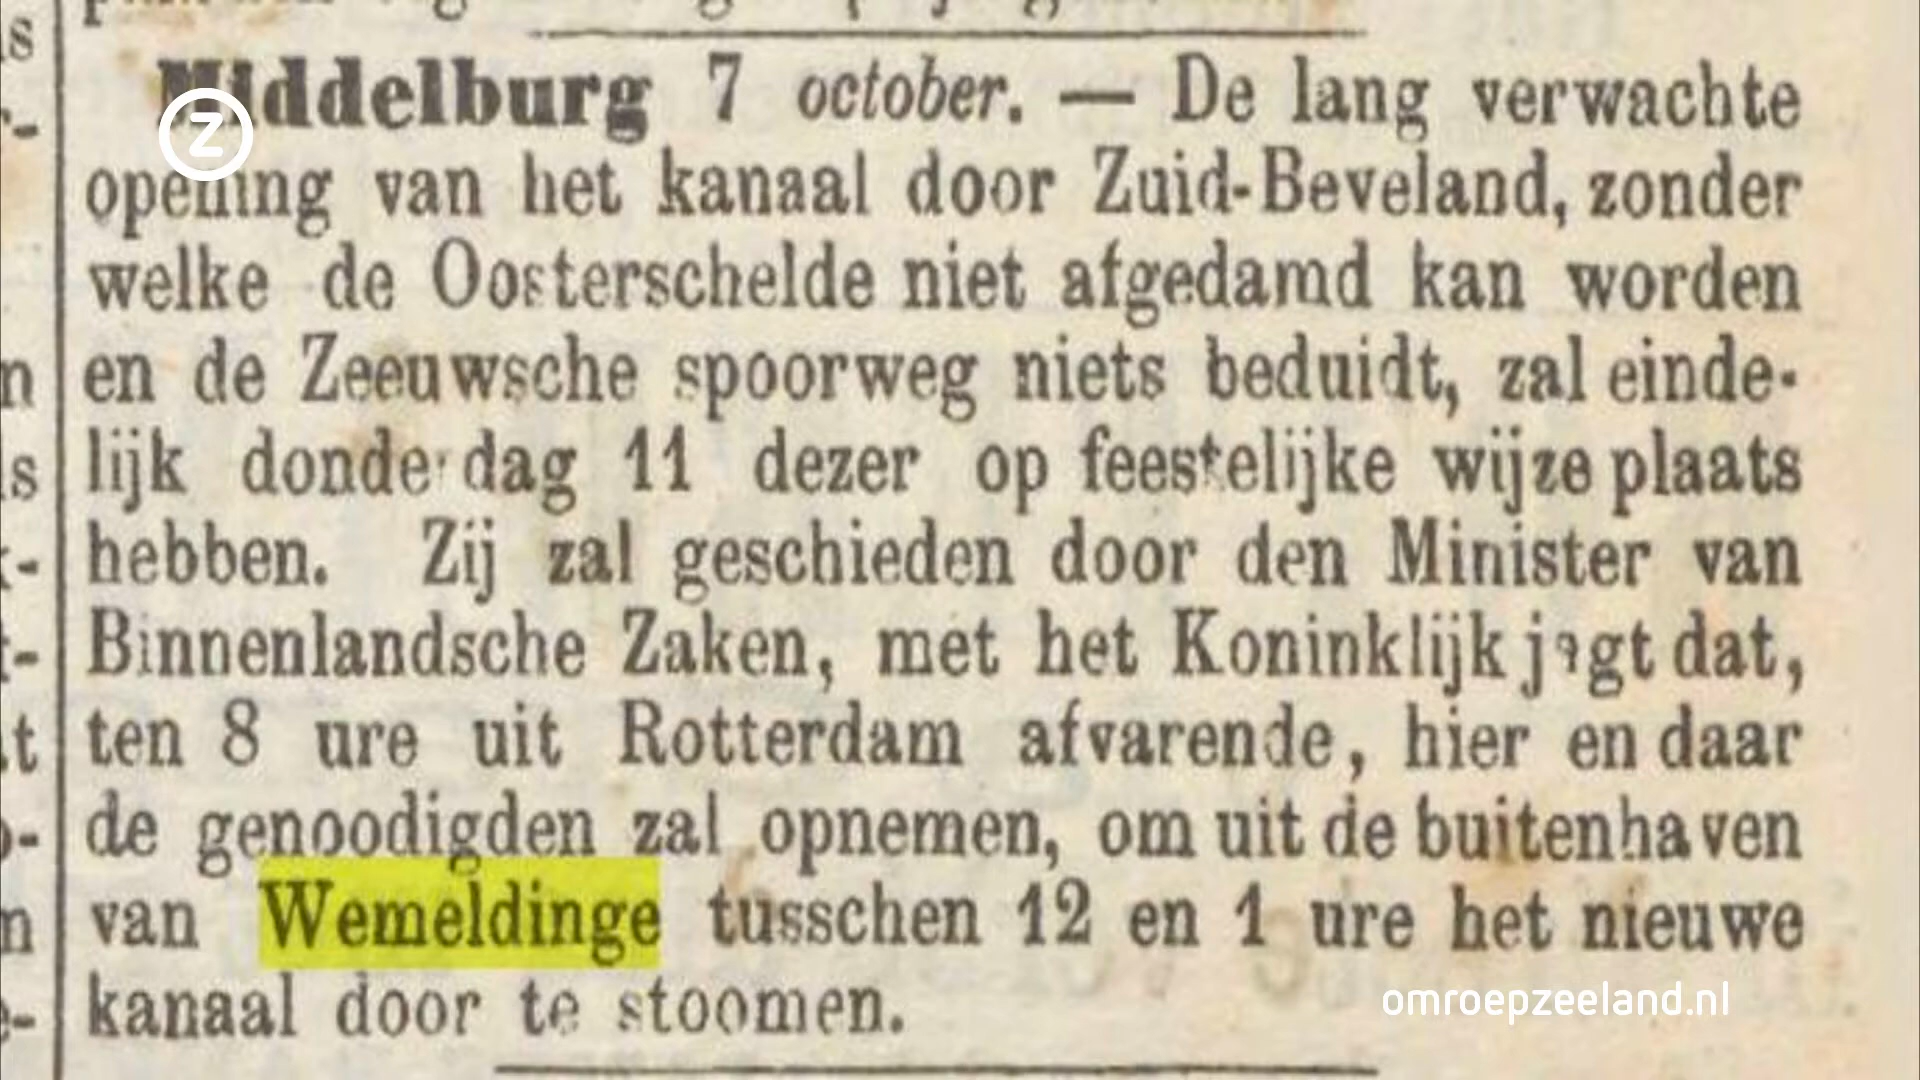 Middelburg 7 october. — De lang verwachte
opening van het kanaal door Zuid-Beveland, zonder
welke de Oosterschelde niet afgedamd kan worden
en de Zeeuwsche spoorweg niets beduidt, zal einde-
lijk donderdag 11 dezer op feestelijke wijze plaats
hebben. Zij zal geschieden door den Minister van
Binnenlandsche Zaken, met het Koninklijk jagt dat,
ten 8 ure uit Rotterdam afvarende, hier en daar
de genoodigden zal opnemen, om uit de buitenhaven
van Wemeldinge tusschen 12 en 1 ure het nieuwe
kanaal door te stoomen.
Z
omroepzeeland.nl